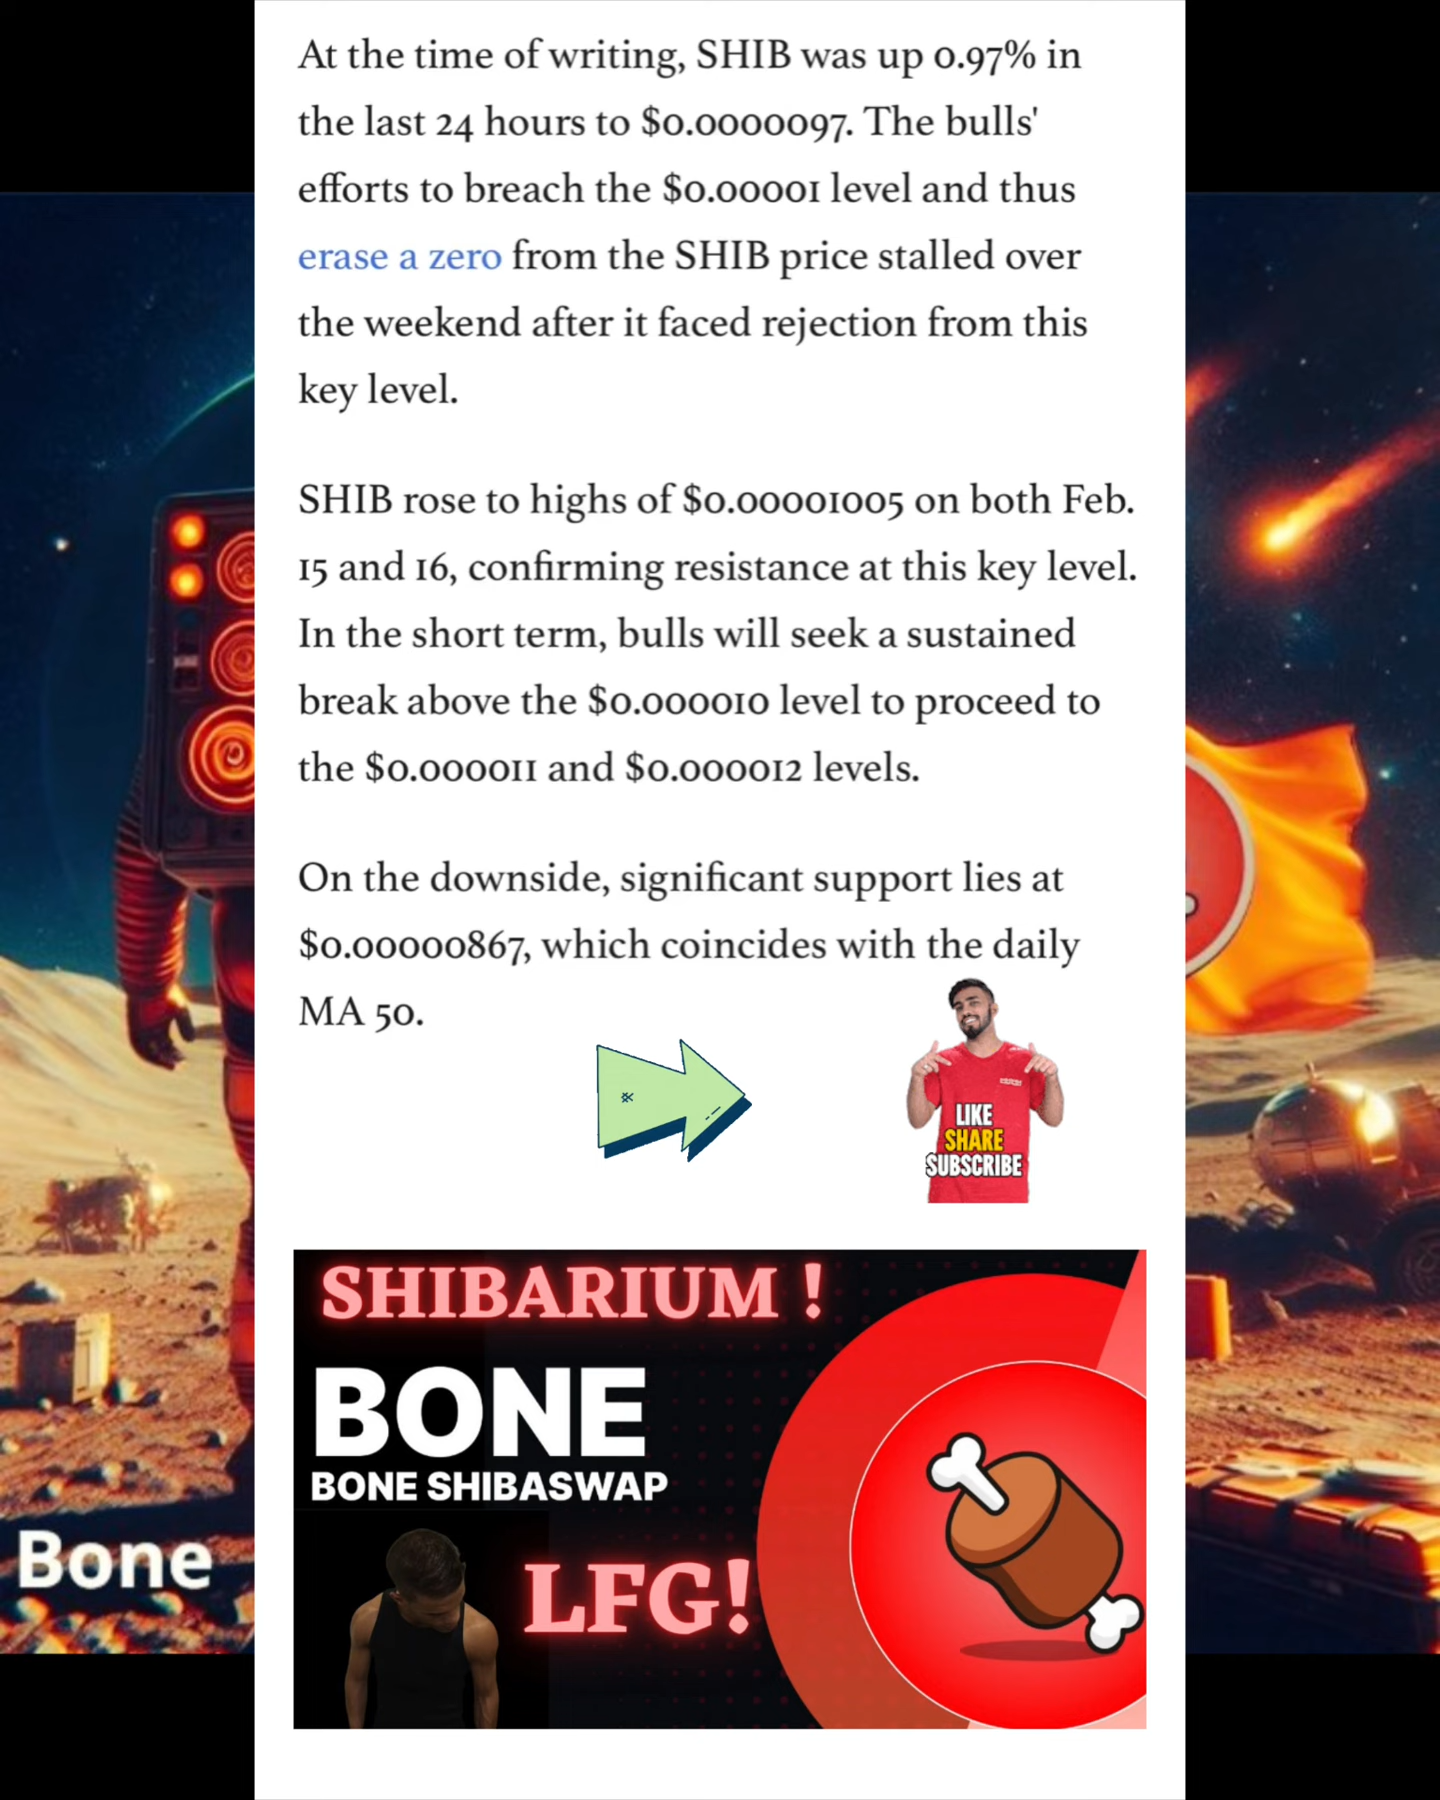 At the time of writing, SHIB was up 0.97% in
the last 24 hours to $0.0000097. The bulls'
efforts to breach the $0.00001 level and thus
erase a zero from the SHIB price stalled over
the weekend after it faced rejection from this
key level.
SHIB rose to highs of $0.00001005 on both Feb.
15 and 16, confirming resistance at this key level.
In the short term, bulls will seek a sustained
break above the $0.000010 level to proceed to
the $0.000011 and $0.000012 levels.
On the downside, significant support lies at
$0.00000867, which coincides with the daily
MA 50.
LIKE
SHARE
SUBSCRIBE
SHIBARIUM !
BONE
BONE SHIBASWAP
LFG!
Bone